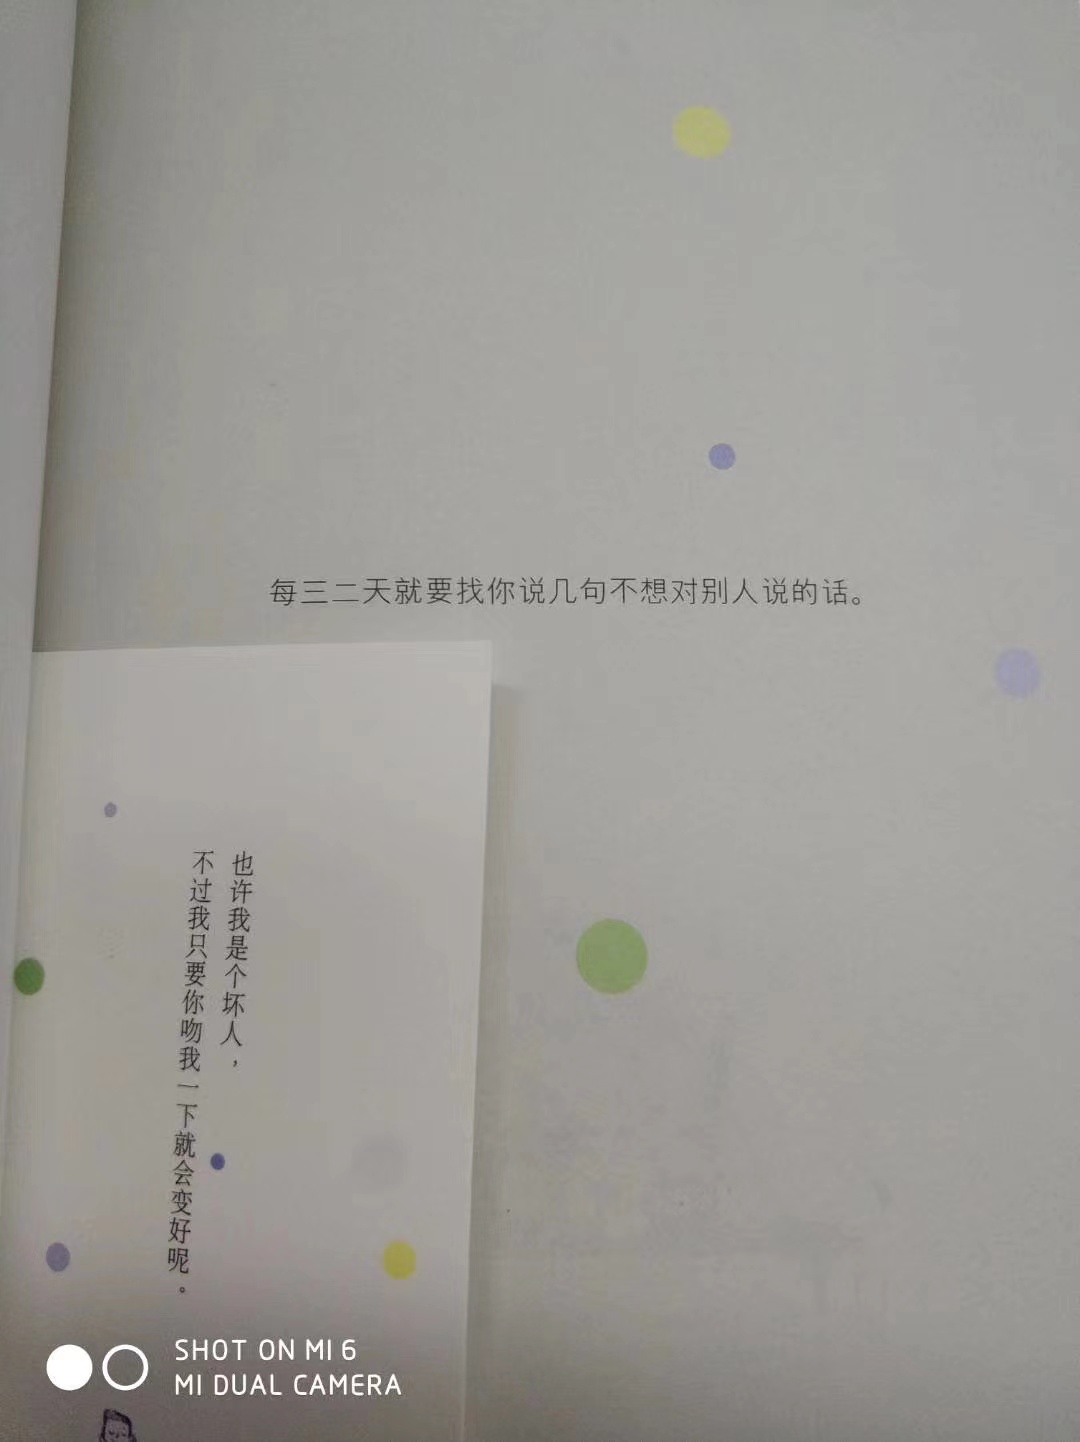 每三二天就要找你说几句不想对别人说的话。
也许我是个坏人，
不过我只要你吻我一下就会变好呢。
SHOT ON MI 6
MI DUAL CAMERA